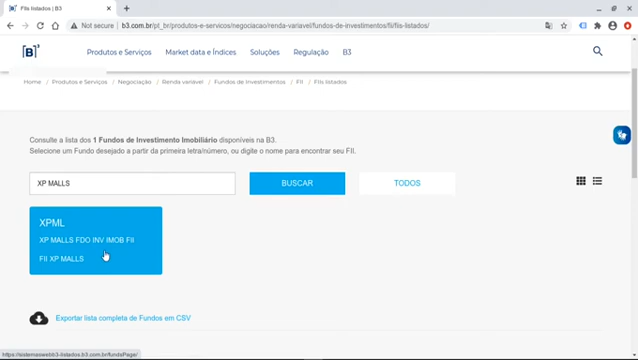 FIIs listados | B3
Not secure | b3.com.br/pt_br/produtos-e-servicos/negociacao/renda-variavel/fundos-de-investimentos/fii/fiis-listados/
[B]³ Produtos e Serviços Market data e Índices Soluções Regulação B3
Home / Produtos e Serviços / Negociação / Renda variável / Fundos de Investimentos / FII / FIIs listados
Consulte a lista dos 1 Fundos de Investimento Imobiliário disponíveis na B3.
Selecione um Fundo desejado a partir da primeira letra/número, ou digite o nome para encontrar seu FII.
XP MALLS BUSCAR TODOS
XPML
XP MALLS FDO INV IMOB FII
FII XP MALLS
Exportar lista completa de Fundos em CSV
https://sistemaswebb3-listados.b3.com.br/fundsPage/